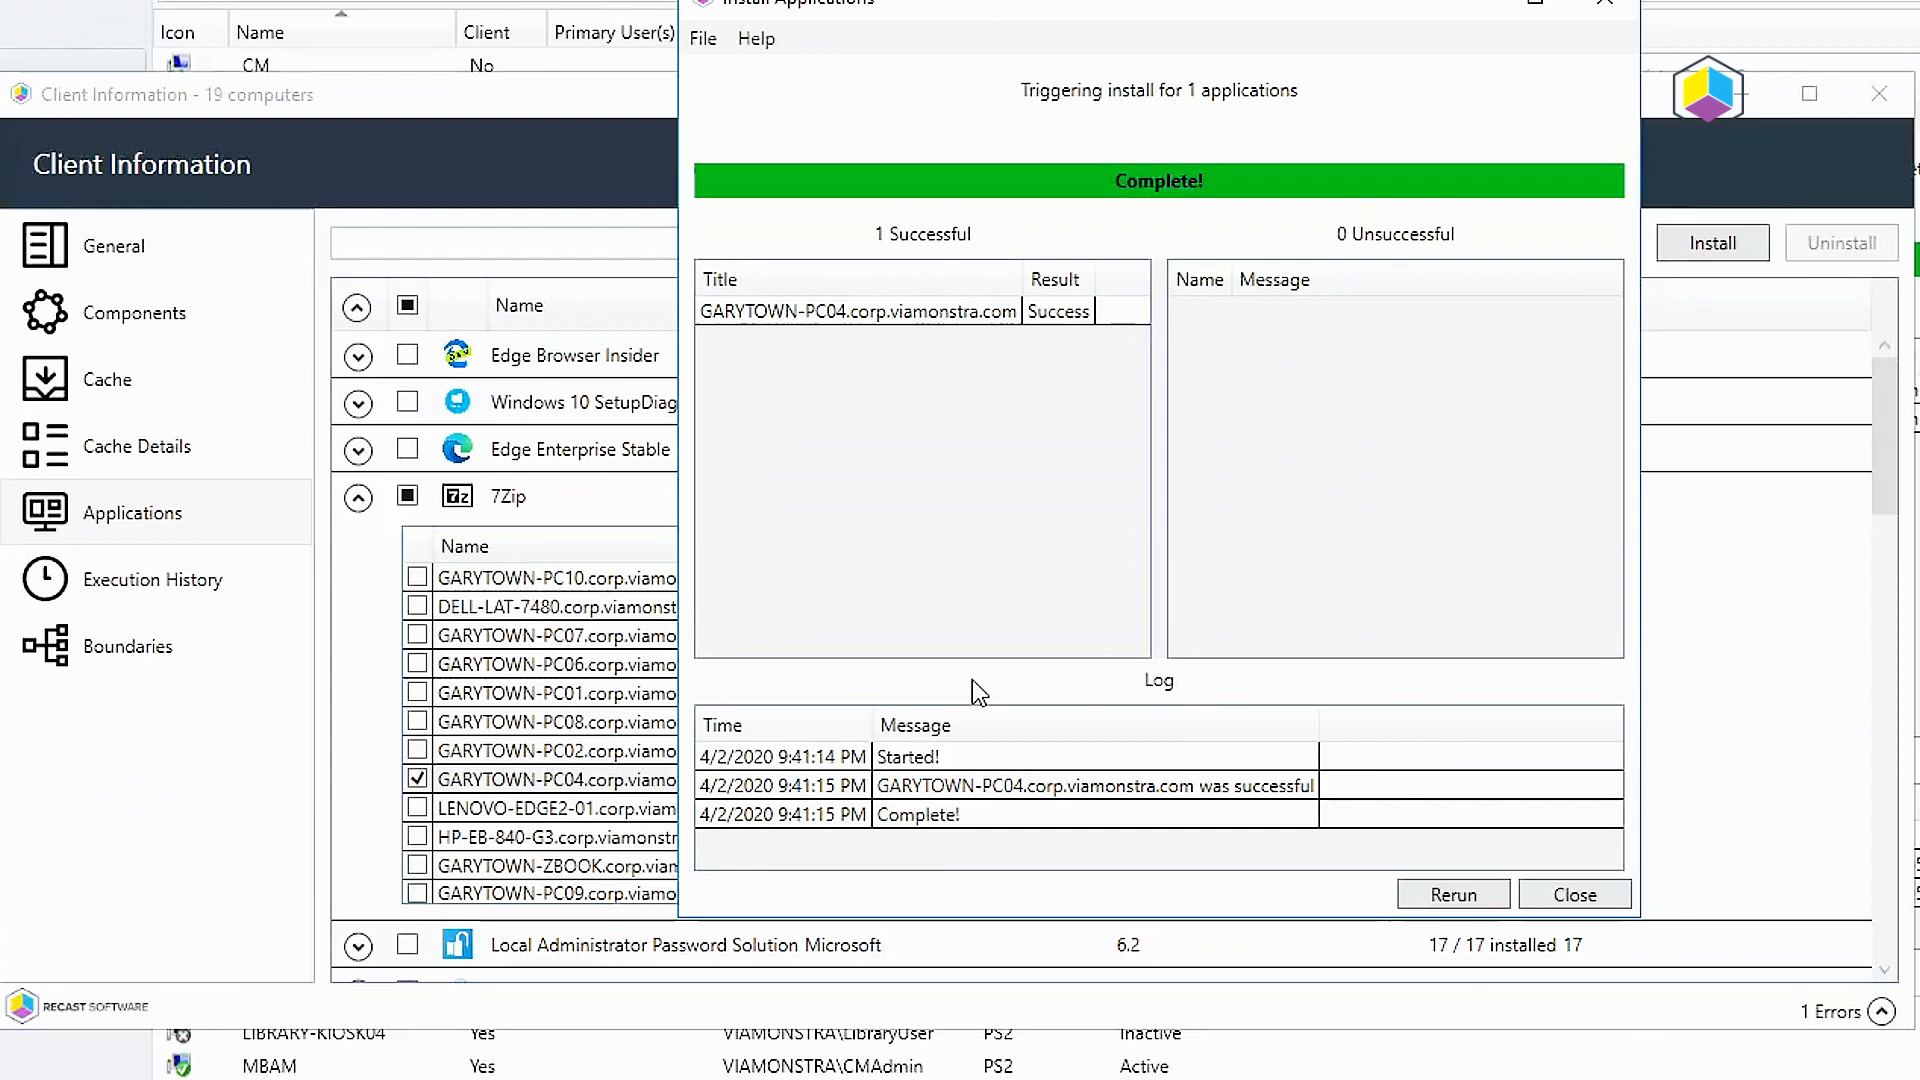 Icon Name Client Primary User(s)
CM No
Client Information - 19 computers
Client Information
General
Components
Cache
Cache Details
Applications
Execution History
Boundaries
Install Uninstall
Name
Edge Browser Insider
Windows 10 SetupDiag
Edge Enterprise Stable
7Zip
Name
GARYTOWN-PC10.corp.viamo
DELL-LAT-7480.corp.viamonst
GARYTOWN-PC07.corp.viamo
GARYTOWN-PC06.corp.viamo
GARYTOWN-PC01.corp.viamo
GARYTOWN-PC08.corp.viamo
GARYTOWN-PC02.corp.viamo
GARYTOWN-PC04.corp.viamo
LENOVO-EDGE2-01.corp.viam
HP-EB-840-G3.corp.viamonstr
GARYTOWN-ZBOOK.corp.vian
GARYTOWN-PC09.corp.viamo
Local Administrator Password Solution Microsoft 6.2 17 / 17 installed 17
Install Applications
File Help
Triggering install for 1 applications
Complete!
1 Successful
0 Unsuccessful
Title Result
GARYTOWN-PC04.corp.viamonstra.com Success
Name Message
Log
Time Message
4/2/2020 9:41:14 PM Started!
4/2/2020 9:41:15 PM GARYTOWN-PC04.corp.viamonstra.com was successful
4/2/2020 9:41:15 PM Complete!
Rerun Close
RECAST SOFTWARE
1 Errors
LIBRARY-KIOSK04 Yes VIAMONSTRA\LibraryUser PS2 Inactive
MBAM Yes VIAMONSTRA\CMAdmin PS2 Active